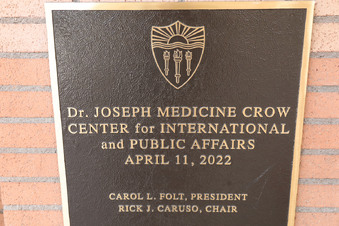 Dr. JOSEPH MEDICINE CROW
CENTER for INTERNATIONAL
and PUBLIC AFFAIRS
APRIL 11, 2022
CAROL L. FOLT, PRESIDENT
RICK J. CARUSO, CHAIR